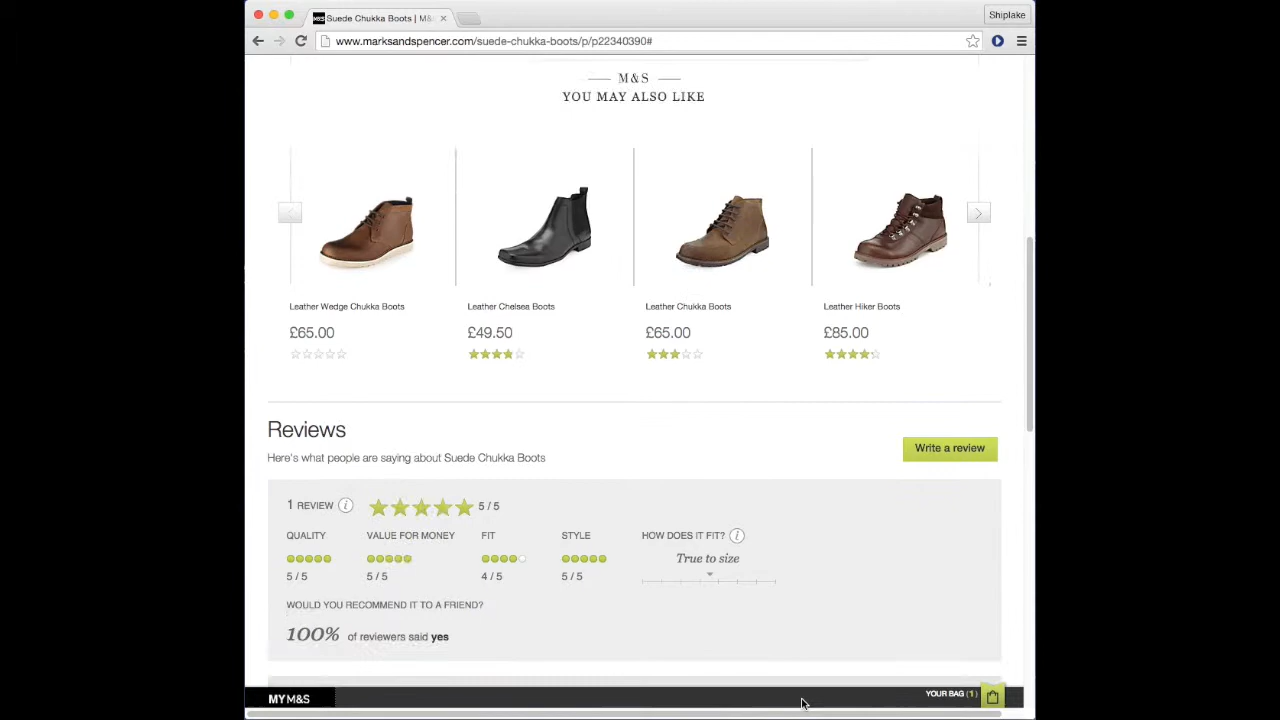 M&S Suede Chukka Boots | M&
Shiplake
www.marksandspencer.com/suede-chukka-boots/p/p22340390#
M&S
YOU MAY ALSO LIKE
Leather Wedge Chukka Boots
£65.00
Leather Chelsea Boots
£49.50
Leather Chukka Boots
£65.00
Leather Hiker Boots
£85.00
Reviews
Here's what people are saying about Suede Chukka Boots
Write a review
1 REVIEW i 5 / 5
QUALITY VALUE FOR MONEY FIT STYLE HOW DOES IT FIT? i
True to size
5 / 5 5 / 5 4 / 5 5 / 5
WOULD YOU RECOMMEND IT TO A FRIEND?
100% of reviewers said yes
MY M&S YOUR BAG (1)